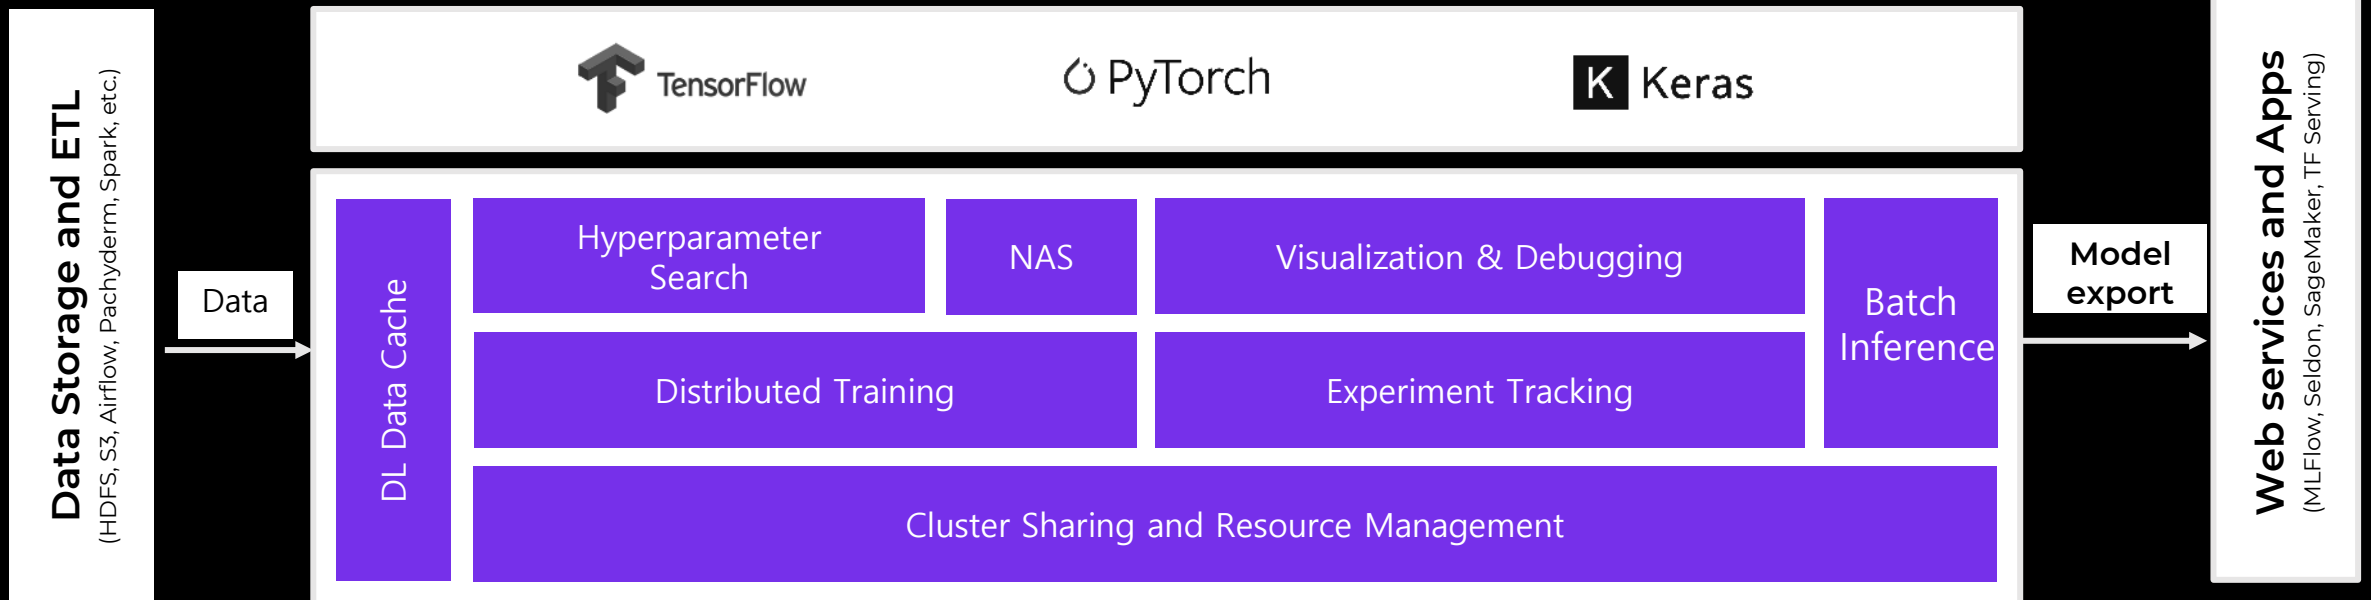 Data Storage and ETL
(HDFS, S3, Airflow, Pachyderm, Spark, etc.)
Data
TensorFlow
PyTorch
K Keras
DL Data Cache
Hyperparameter
Search
NAS
Visualization & Debugging
Batch
Inference
Distributed Training
Experiment Tracking
Cluster Sharing and Resource Management
Model
export
Web services and Apps
(MLFlow, Seldon, SageMaker, TF Serving)